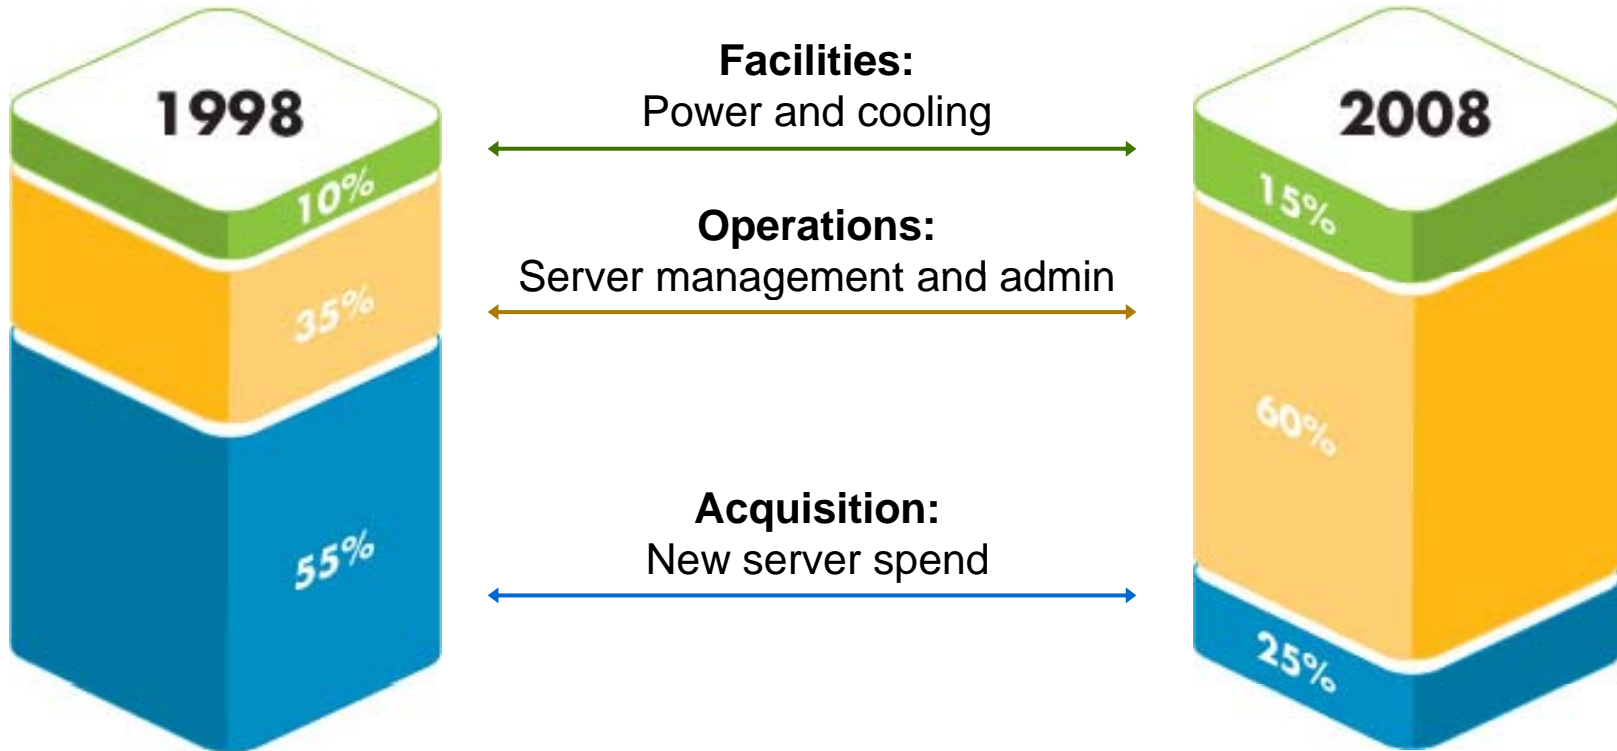 1998
10%
35%
55%
Facilities:
Power and cooling
Operations:
Server management and admin
Acquisition:
New server spend
2008
15%
60%
25%